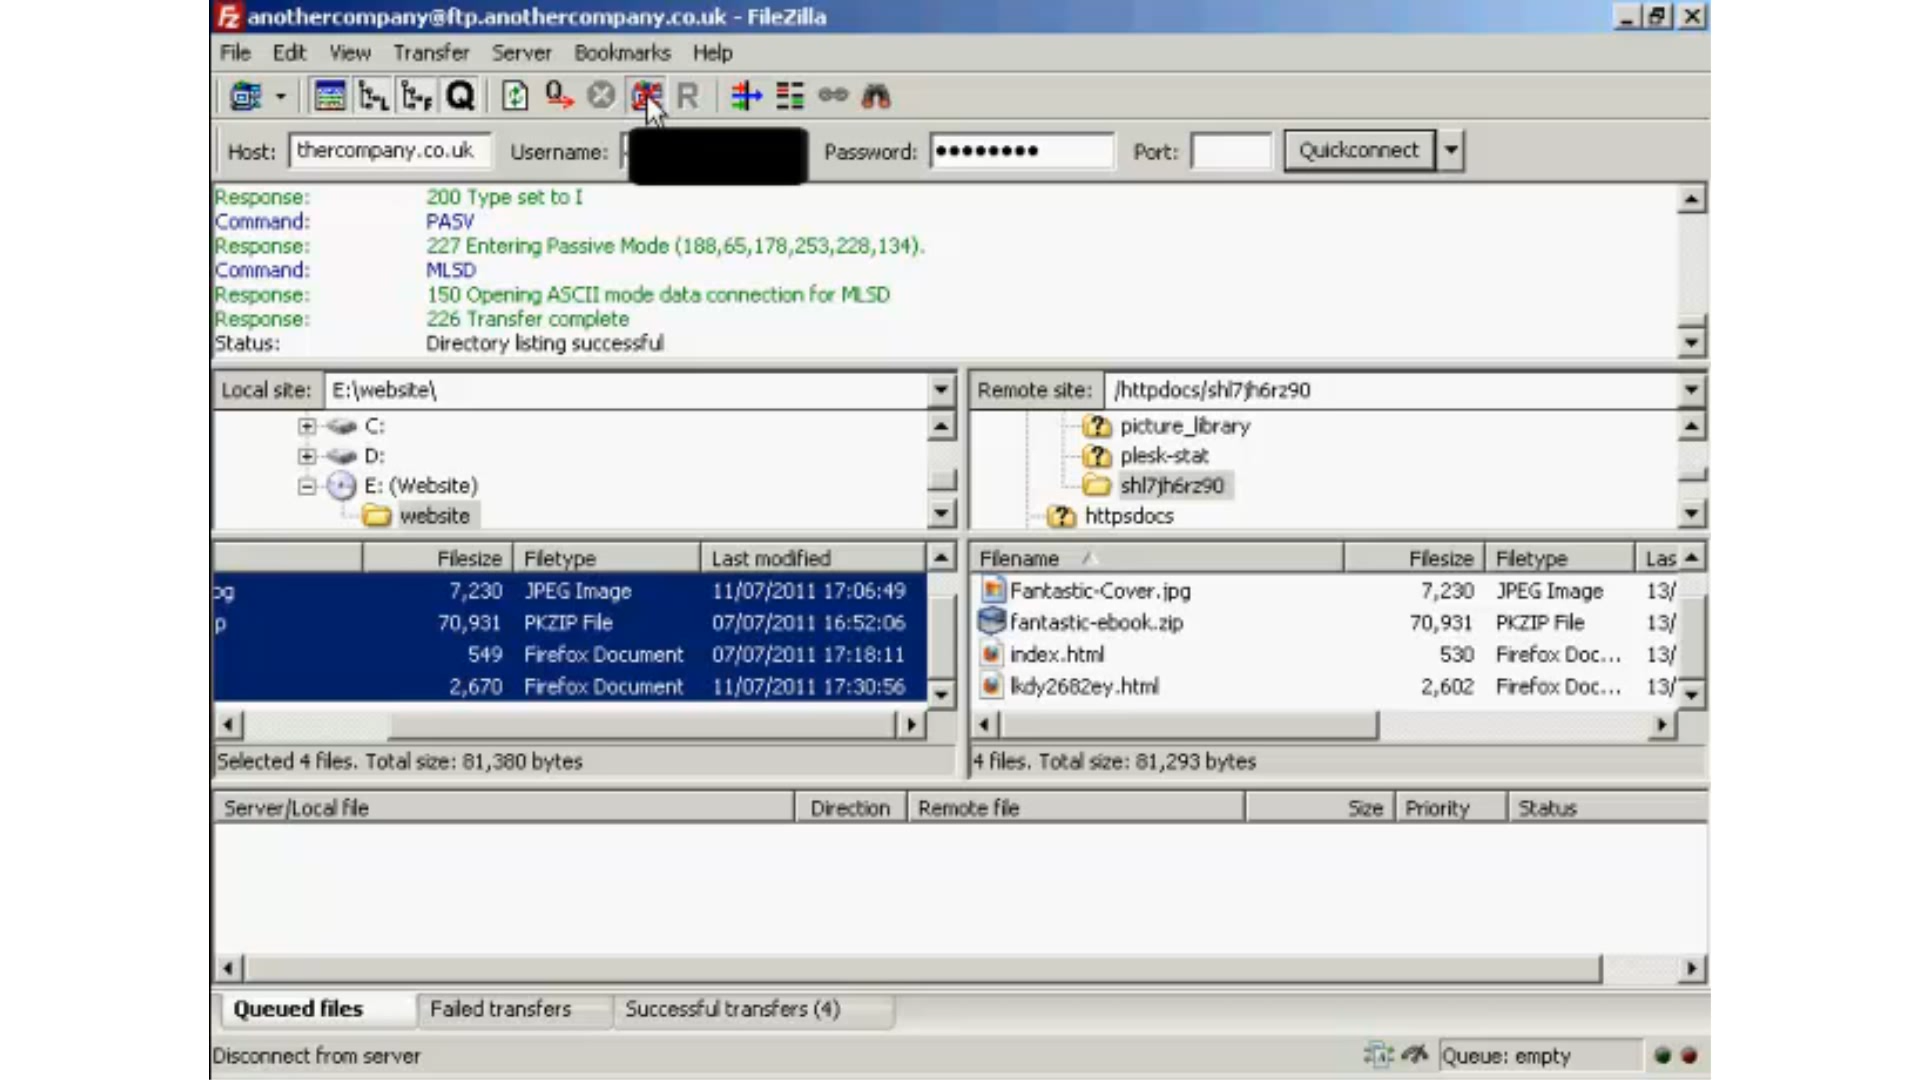 anothercompany@ftp.anothercompany.co.uk - FileZilla
File Edit View Transfer Server Bookmarks Help
Host: thercompany.co.uk Username: Password: ●●●●●●●● Port: Quickconnect
Response: 200 Type set to I
Command: PASV
Response: 227 Entering Passive Mode (188,65,178,253,228,134).
Command: MLSD
Response: 150 Opening ASCII mode data connection for MLSD
Response: 226 Transfer complete
Status: Directory listing successful
Local site: E:\website\
C:
D:
E: (Website)
website
Remote site: /httpdocs/shl7jh6rz90
picture_library
plesk-stat
shl7jh6rz90
httpsdocs
Filesize Filetype Last modified
pg 7,230 JPEG Image 11/07/2011 17:06:49
p 70,931 PKZIP File 07/07/2011 16:52:06
549 Firefox Document 07/07/2011 17:18:11
2,670 Firefox Document 11/07/2011 17:30:56
Selected 4 files. Total size: 81,380 bytes
Filename Filesize Filetype Las
Fantastic-Cover.jpg 7,230 JPEG Image 13/
fantastic-ebook.zip 70,931 PKZIP File 13/
index.html 530 Firefox Doc... 13/
lkdy2682ey.html 2,602 Firefox Doc... 13/
4 files. Total size: 81,293 bytes
Server/Local file Direction Remote file Size Priority Status
Queued files Failed transfers Successful transfers (4)
Disconnect from server Queue: empty